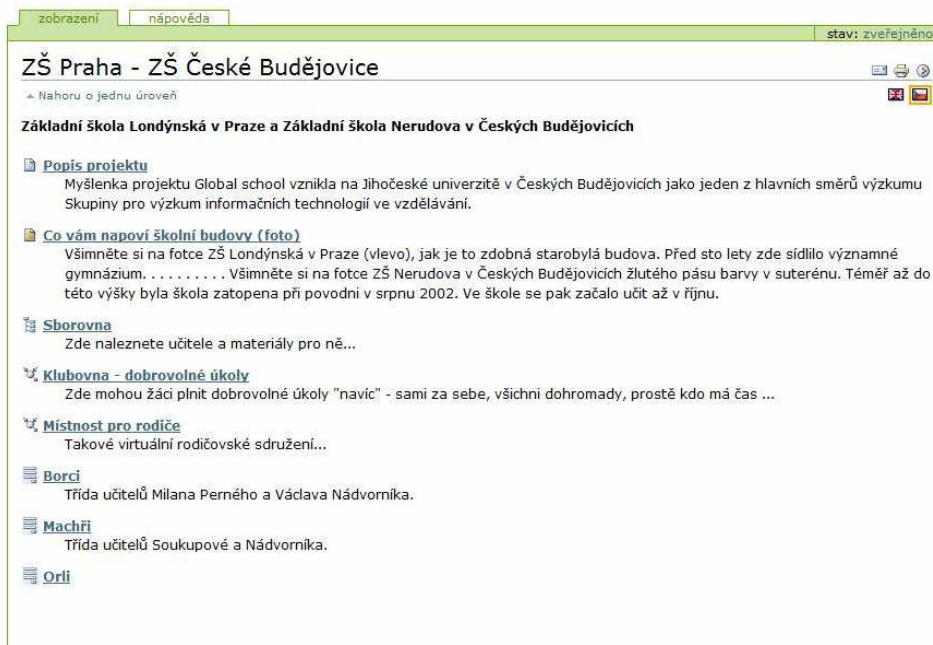 zobrazení nápověda
stav: zveřejněno
ZŠ Praha - ZŠ České Budějovice
Nahoru o jednu úroveň
Základní škola Londýnská v Praze a Základní škola Nerudova v Českých Budějovicích
Popis projektu
Myšlenka projektu Global school vznikla na Jihočeské univerzitě v Českých Budějovicích jako jeden z hlavních směrů výzkumu
Skupiny pro výzkum informačních technologií ve vzdělávání.
Co vám napoví školní budovy (foto)
Všimněte si na fotce ZŠ Londýnská v Praze (vlevo), jak je to zdobná starobylá budova. Před sto lety zde sídlilo významné
gymnázium. . . . . . . . . Všimněte si na fotce ZŠ Nerudova v Českých Budějovicích žlutého pásu barvy v suterénu. Téměř až do
této výšky byla škola zatopena při povodni v srpnu 2002. Ve škole se pak začalo učit až v říjnu.
Sborovna
Zde naleznete učitele a materiály pro ně...
Klubovna - dobrovolné úkoly
Zde mohou žáci plnit dobrovolné úkoly "navíc" - sami za sebe, všichni dohromady, prostě kdo má čas ...
Místnost pro rodiče
Takové virtuální rodičovské sdružení...
Borci
Třída učitelů Milana Perného a Václava Nádvorníka.
Machři
Třída učitelů Soukupové a Nádvorníka.
Orli